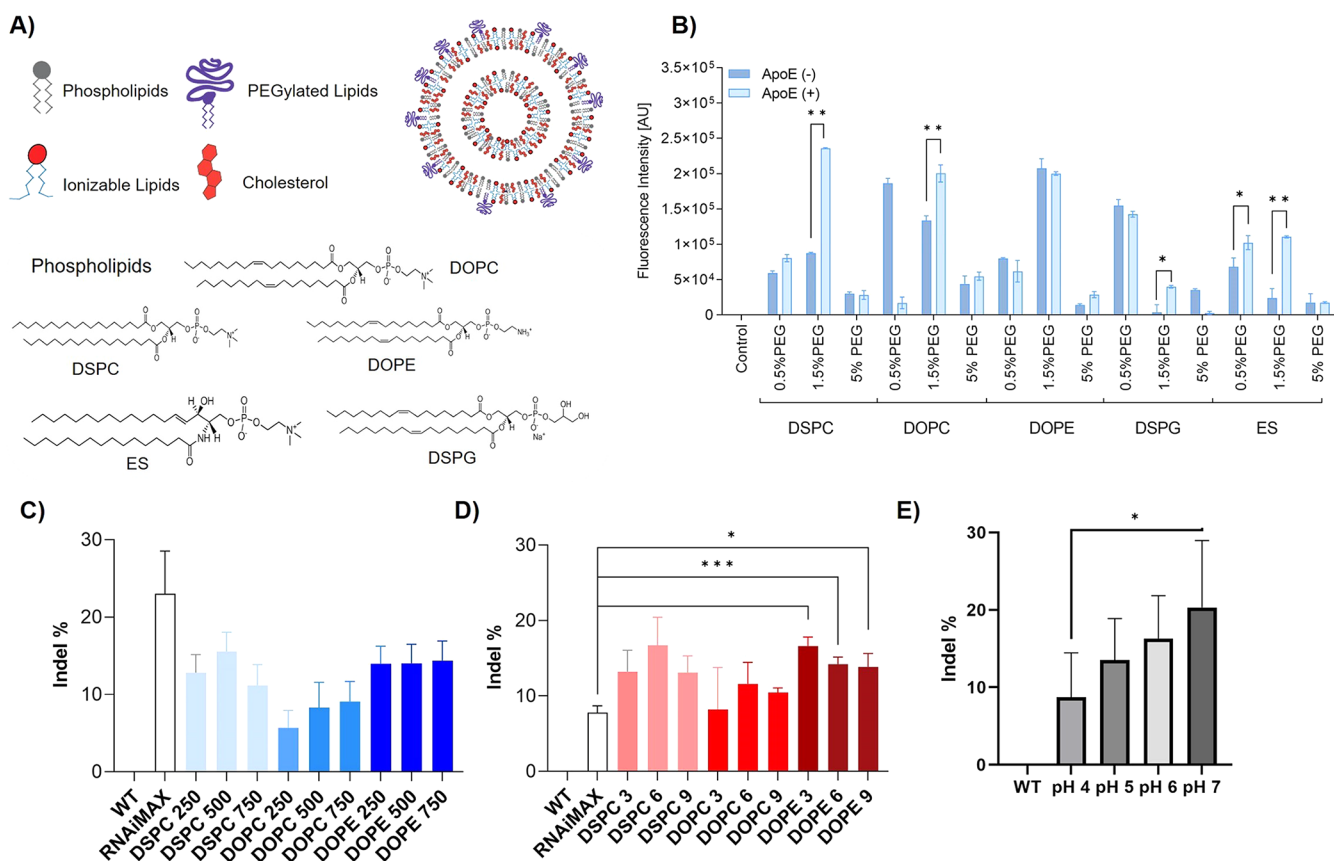 A)
Phospholipids
PEGylated Lipids
Ionizable Lipids
Cholesterol
Phospholipids
DOPC
DSPC
DOPE
ES
DSPG
B)
ApoE (-)
ApoE (+)
Fluorescence Intensity [AU]
3.5×10⁵
3×10⁵
2.5×10⁵
2×10⁵
1.5×10⁵
1×10⁵
5×10⁴
0
* *
* *
*
*
* *
Control
0.5%PEG
1.5%PEG
5% PEG
0.5%PEG
1.5%PEG
5% PEG
0.5%PEG
1.5%PEG
5% PEG
0.5%PEG
1.5%PEG
5% PEG
0.5%PEG
1.5%PEG
5% PEG
DSPC
DOPC
DOPE
DSPG
ES
C)
Indel %
30
20
10
0
WT
RNAiMAX
DSPC 250
DSPC 500
DSPC 750
DOPC 250
DOPC 500
DOPC 750
DOPE 250
DOPE 500
DOPE 750
D)
Indel %
30
20
10
0
*
* * *
WT
RNAiMAX
DSPC 3
DSPC 6
DSPC 9
DOPC 3
DOPC 6
DOPC 9
DOPE 3
DOPE 6
DOPE 9
E)
Indel %
30
20
10
0
*
WT
pH 4
pH 5
pH 6
pH 7